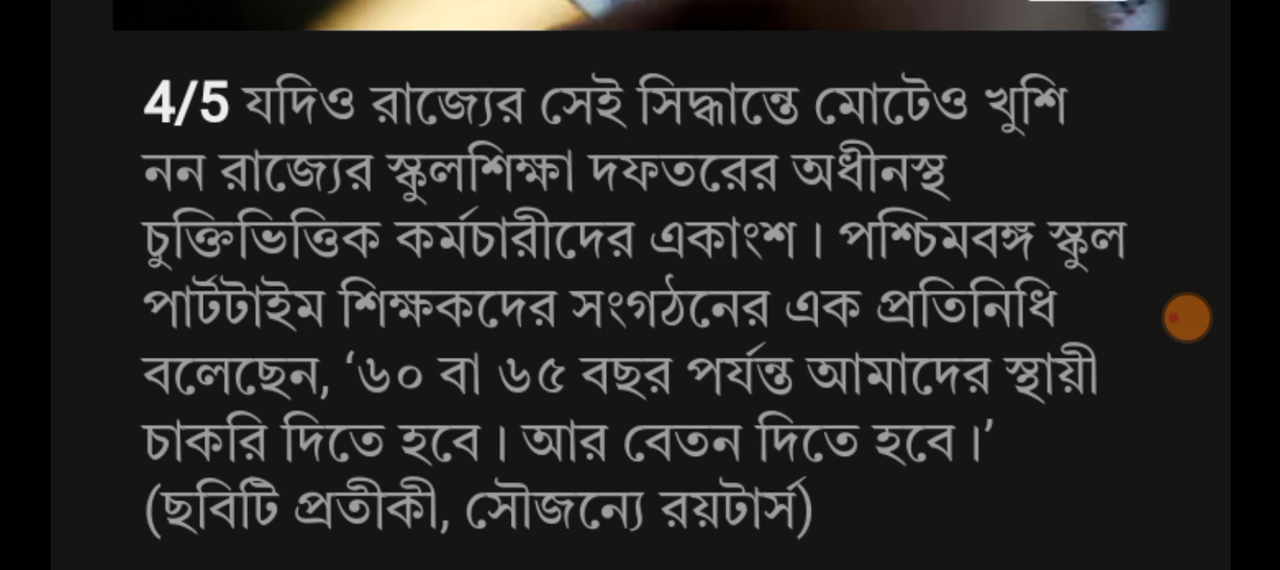 4/5 যদিও রাজ্যের সেই সিদ্ধান্তে মোটেও খুশি
নন রাজ্যের স্কুলশিক্ষা দফতরের অধীনস্থ
চুক্তিভিত্তিক কর্মচারীদের একাংশ। পশ্চিমবঙ্গ স্কুল
পার্টটাইম শিক্ষকদের সংগঠনের এক প্রতিনিধি
বলেছেন, ‘৬০ বা ৬৫ বছর পর্যন্ত আমাদের স্থায়ী
চাকরি দিতে হবে। আর বেতন দিতে হবে।’
(ছবিটি প্রতীকী, সৌজন্যে রয়টার্স)